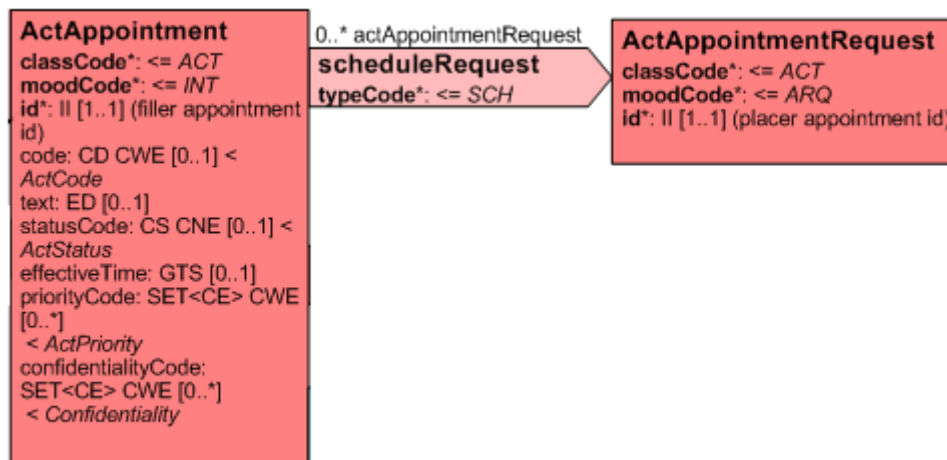 ActAppointment
classCode*: <= ACT
moodCode*: <= INT
id*: II [1..1] (filler appointment
id)
code: CD CWE [0..1] <
ActCode
text: ED [0..1]
statusCode: CS CNE [0..1] <
ActStatus
effectiveTime: GTS [0..1]
priorityCode: SET<CE> CWE
[0..*]
< ActPriority
confidentialityCode:
SET<CE> CWE [0..*]
< Confidentiality
0..* actAppointmentRequest
scheduleRequest
typeCode*: <= SCH
ActAppointmentRequest
classCode*: <= ACT
moodCode*: <= ARQ
id*: II [1..1] (placer appointment id)